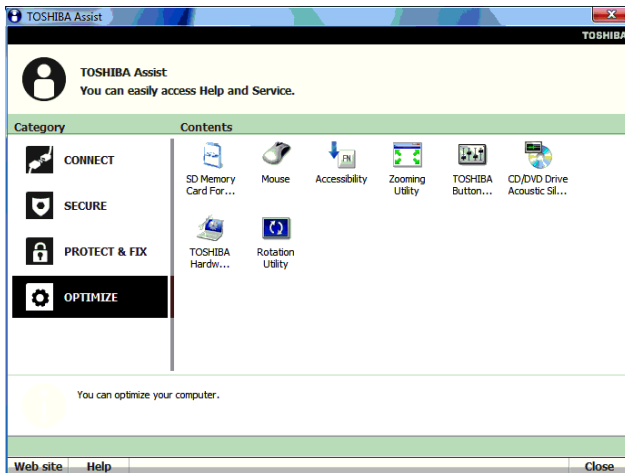 TOSHIBA Assist
TOSHIBA
TOSHIBA Assist
You can easily access Help and Service.
Category
Contents
CONNECT
SECURE
PROTECT & FIX
OPTIMIZE
SD Memory
Card For...
Mouse
Accessibility
Zooming
Utility
TOSHIBA
Button...
CD/DVD Drive
Acoustic Sil...
TOSHIBA
Hardw...
Rotation
Utility
FN
You can optimize your computer.
Web site
Help
Close